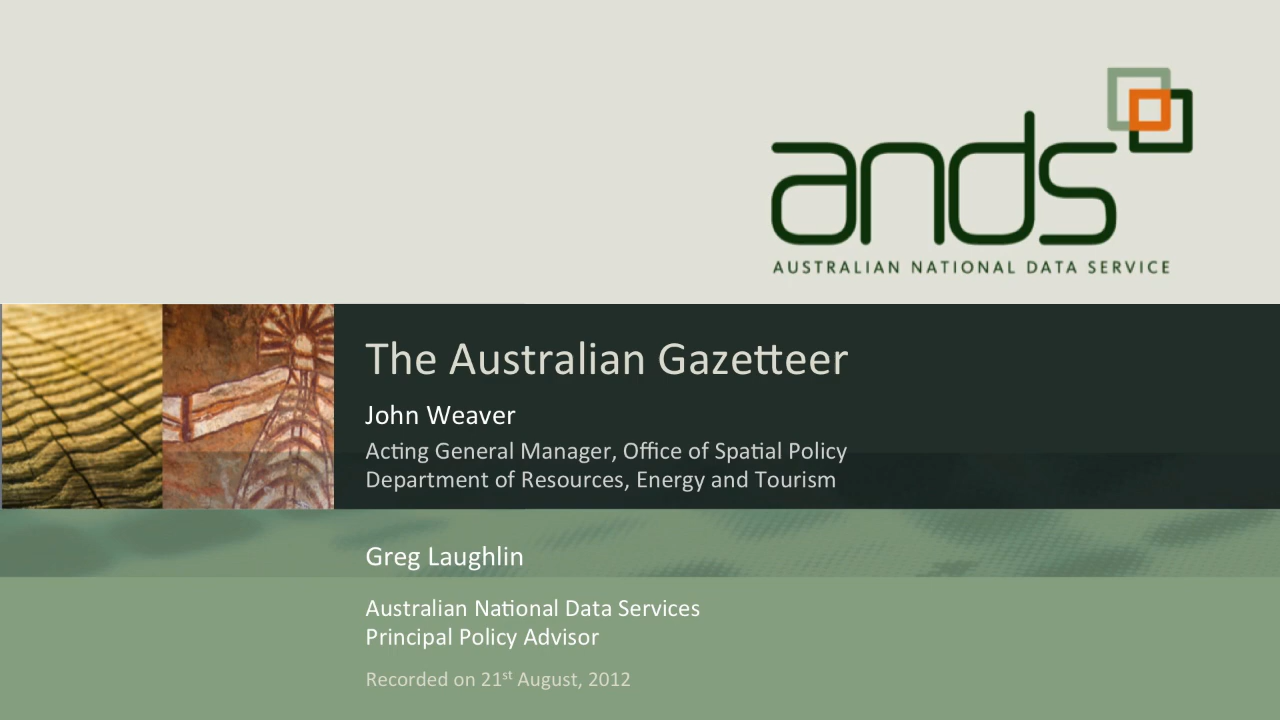 ands
AUSTRALIAN NATIONAL DATA SERVICE
The Australian Gazetteer
John Weaver
Acting General Manager, Office of Spatial Policy
Department of Resources, Energy and Tourism
Greg Laughlin
Australian National Data Services
Principal Policy Advisor
Recorded on 21st August, 2012